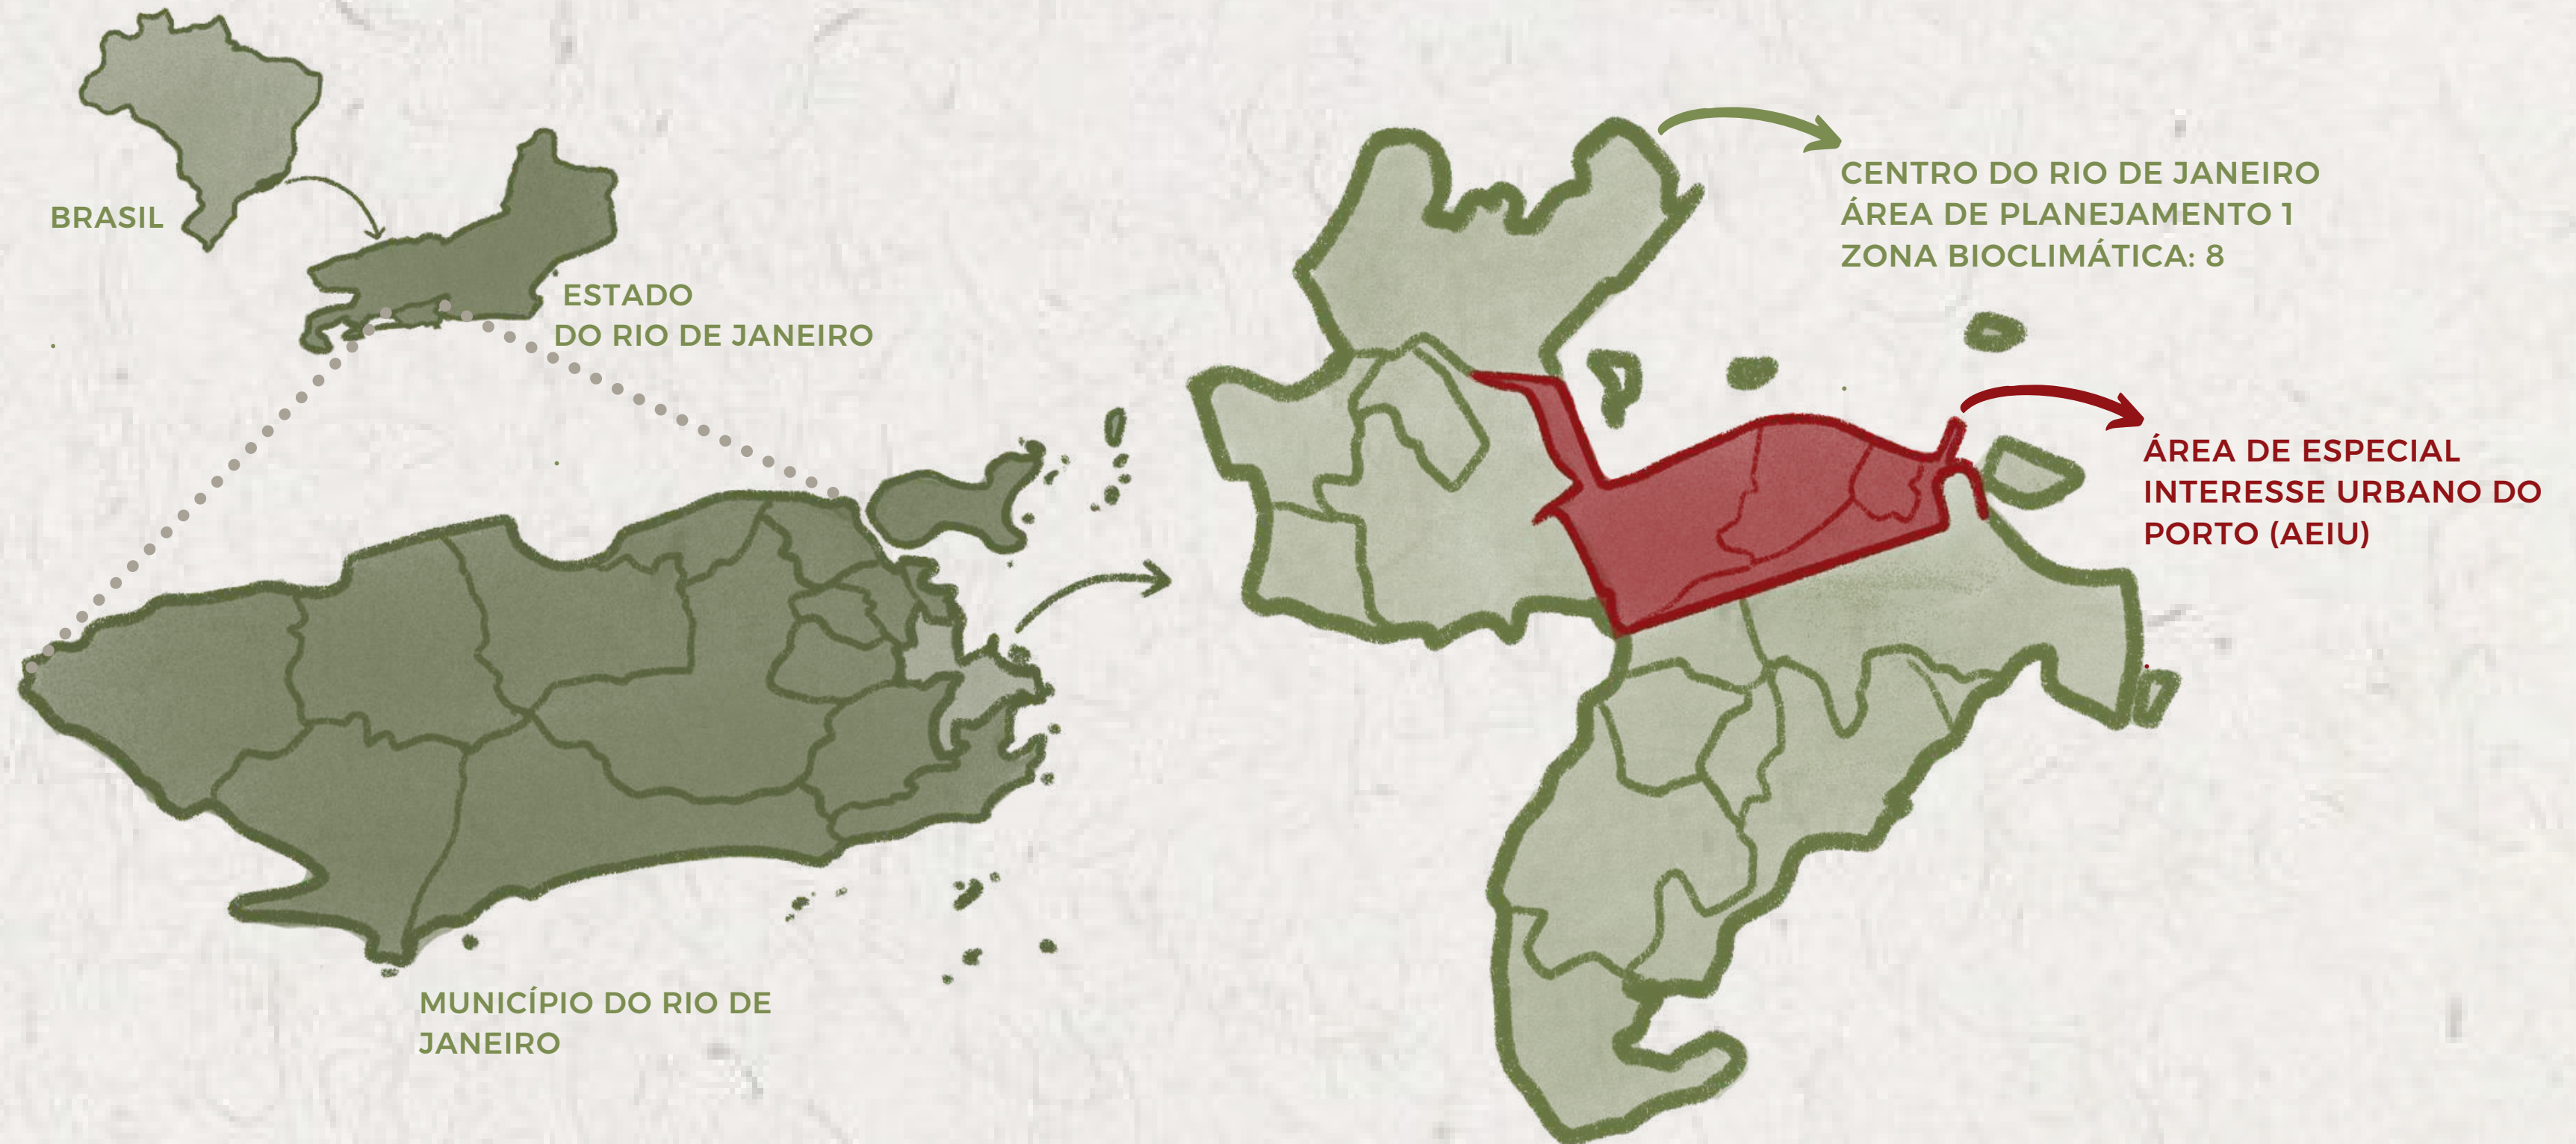 BRASIL
ESTADO
DO RIO DE JANEIRO
MUNICÍPIO DO RIO DE
JANEIRO
CENTRO DO RIO DE JANEIRO
ÁREA DE PLANEJAMENTO 1
ZONA BIOCLIMÁTICA: 8
ÁREA DE ESPECIAL
INTERESSE URBANO DO
PORTO (AEIU)